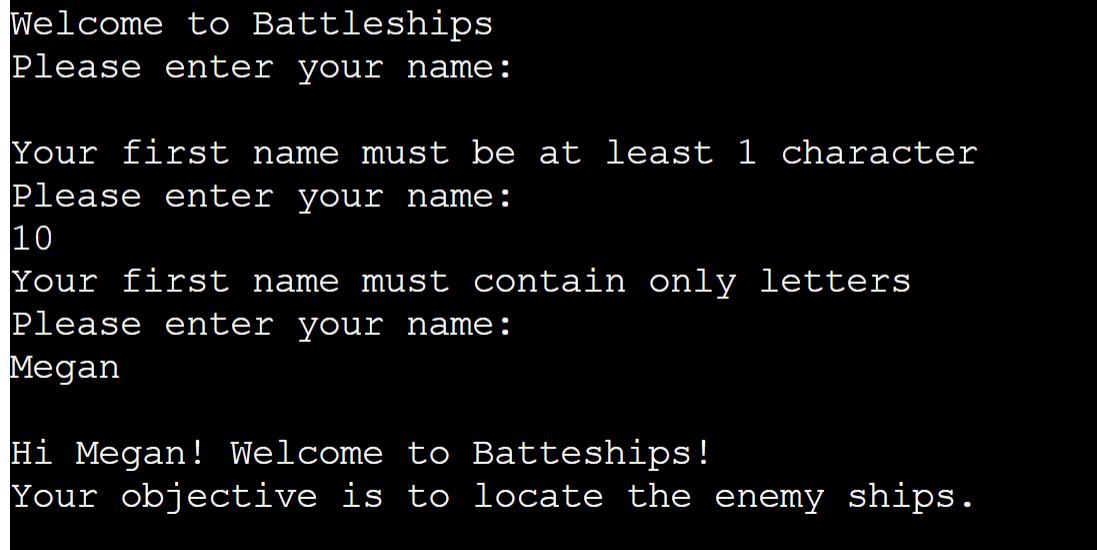 Welcome to Battleships
Please enter your name:
Your first name must be at least 1 character
Please enter your name:
10
Your first name must contain only letters
Please enter your name:
Megan
Hi Megan! Welcome to Batteships!
Your objective is to locate the enemy ships.